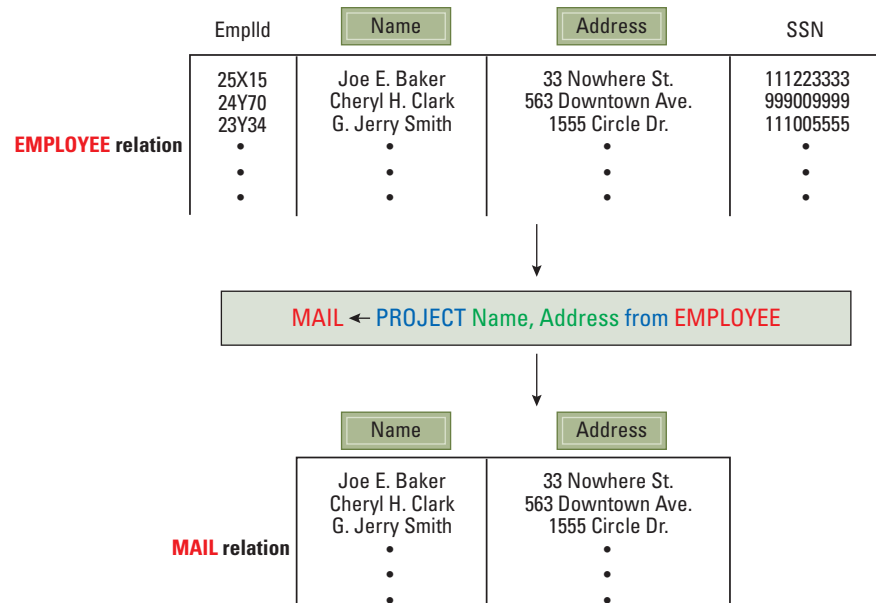 EmplId Name Address SSN
25X15 Joe E. Baker 33 Nowhere St. 111223333
24Y70 Cheryl H. Clark 563 Downtown Ave. 999009999
23Y34 G. Jerry Smith 1555 Circle Dr. 111005555
EMPLOYEE relation
MAIL ← PROJECT Name, Address from EMPLOYEE
Name Address
Joe E. Baker 33 Nowhere St.
Cheryl H. Clark 563 Downtown Ave.
G. Jerry Smith 1555 Circle Dr.
MAIL relation